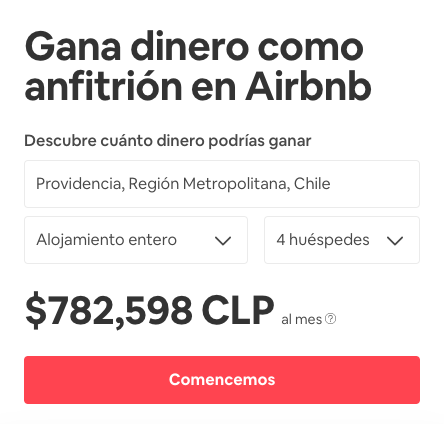 Gana dinero como
anfitrión en Airbnb
Descubre cuánto dinero podrías ganar
Providencia, Región Metropolitana, Chile
Alojamiento entero
4 huéspedes
$782,598 CLP al mes ?
Comencemos